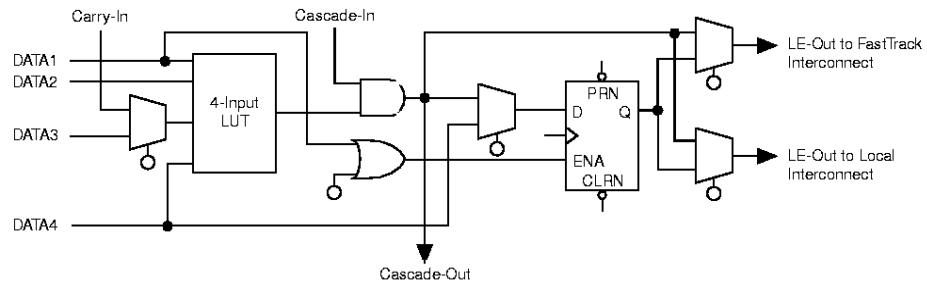 Carry-In
Cascade-In
DATA1
DATA2
DATA3
DATA4
4-Input
LUT
PRN
D
Q
ENA
CLRN
LE-Out to FastTrack
Interconnect
LE-Out to Local
Interconnect
Cascade-Out